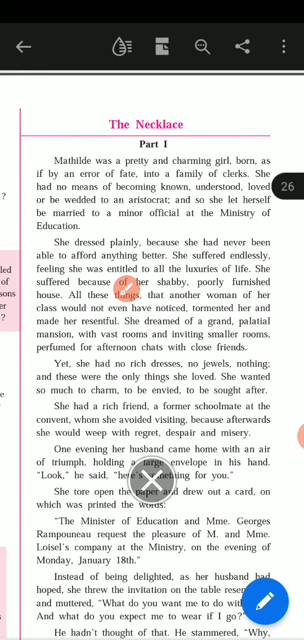 The Necklace
Part I
Mathilde was a pretty and charming girl, born, as
if by an error of fate, into a family of clerks. She
had no means of becoming known, understood, loved
or be wedded to an aristocrat; and so she let herself
be married to a minor official at the Ministry of
Education.
26
She dressed plainly, because she had never been
able to afford anything better. She suffered endlessly,
feeling she was entitled to all the luxuries of life. She
suffered because of her shabby, poorly furnished
house. All these things, that another woman of her
class would not even have noticed, tormented her and
made her resentful. She dreamed of a grand, palatial
mansion, with vast rooms and inviting smaller rooms,
perfumed for afternoon chats with close friends.
Yet, she had no rich dresses, no jewels, nothing;
and these were the only things she loved. She wanted
so much to charm, to be envied, to be sought after.
She had a rich friend, a former schoolmate at the
convent, whom she avoided visiting, because afterwards
she would weep with regret, despair and misery.
One evening her husband came home with an air
of triumph, holding a large envelope in his hand.
“Look,” he said, “here's something for you.”
She tore open the paper and drew out a card, on
which was printed the words:
“The Minister of Education and Mme. Georges
Rampouneau request the pleasure of M. and Mme.
Loisel's company at the Ministry, on the evening of
Monday, January 18th.”
Instead of being delighted, as her husband had
hoped, she threw the invitation on the table
and muttered, “What do you want me to do
And what do you expect me to wear if I go?”
He hadn't thought of that. He stammered, “Why,
?
led
of
sons
er
?